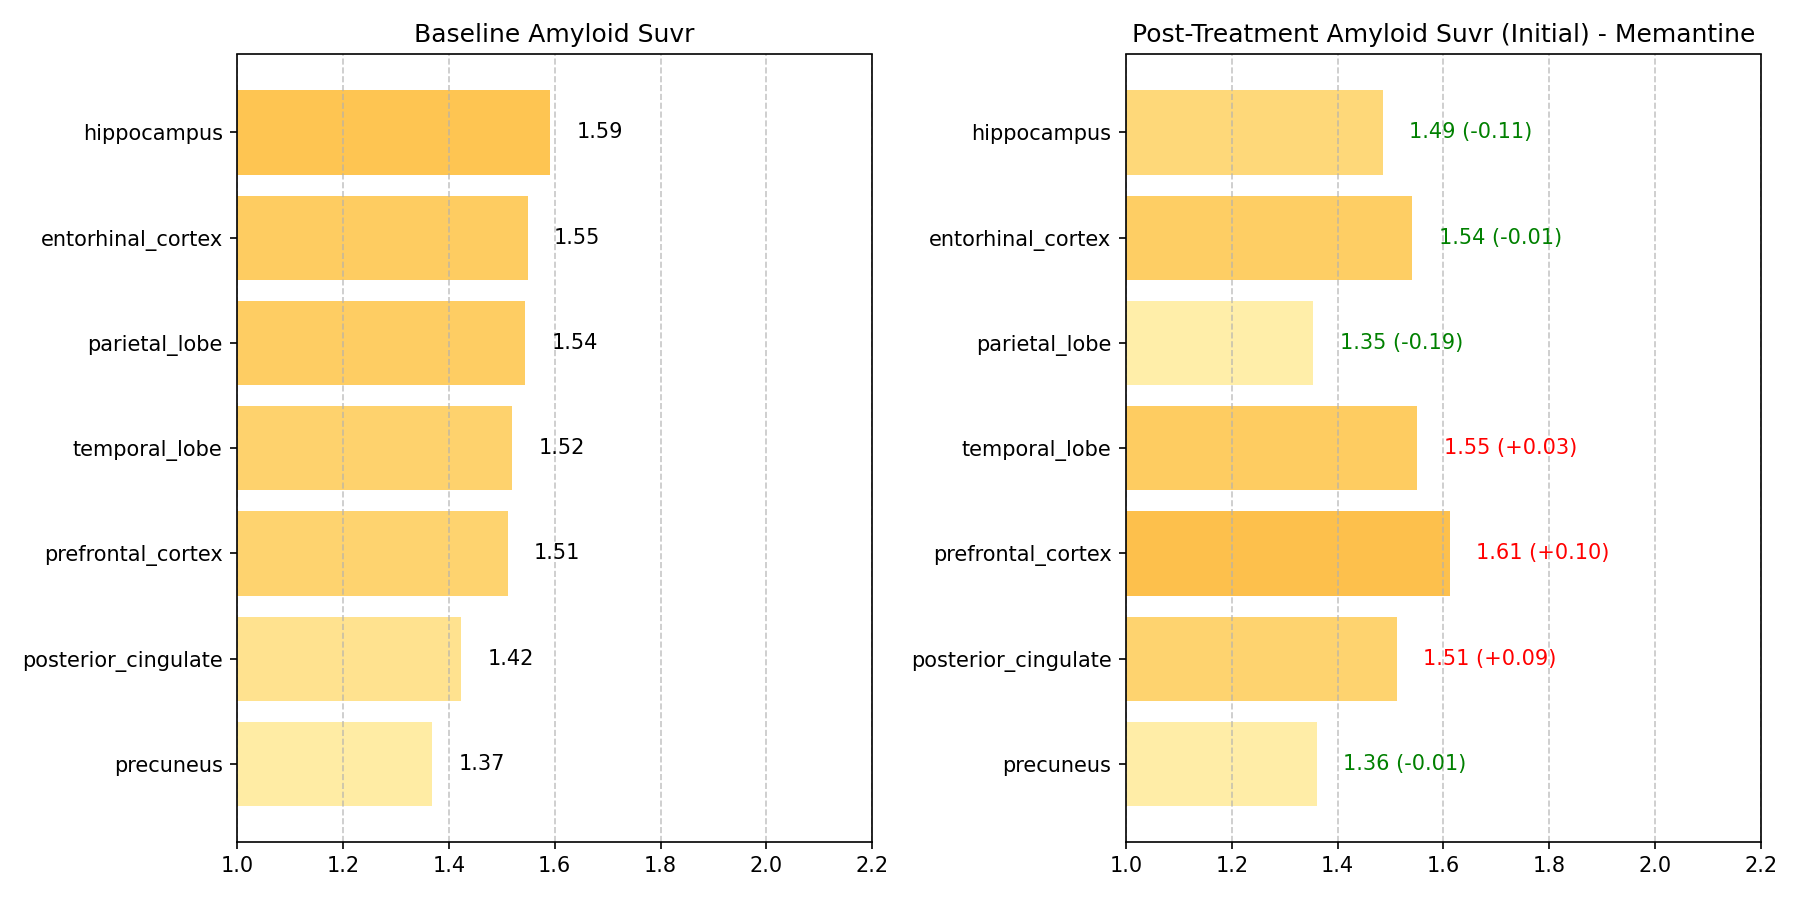 Baseline Amyloid Suvr
hippocampus 1.59
entorhinal_cortex 1.55
parietal_lobe 1.54
temporal_lobe 1.52
prefrontal_cortex 1.51
posterior_cingulate 1.42
precuneus 1.37
1.0 1.2 1.4 1.6 1.8 2.0 2.2
Post-Treatment Amyloid Suvr (Initial) - Memantine
hippocampus 1.49 (-0.11)
entorhinal_cortex 1.54 (-0.01)
parietal_lobe 1.35 (-0.19)
temporal_lobe 1.55 (+0.03)
prefrontal_cortex 1.61 (+0.10)
posterior_cingulate 1.51 (+0.09)
precuneus 1.36 (-0.01)
1.0 1.2 1.4 1.6 1.8 2.0 2.2